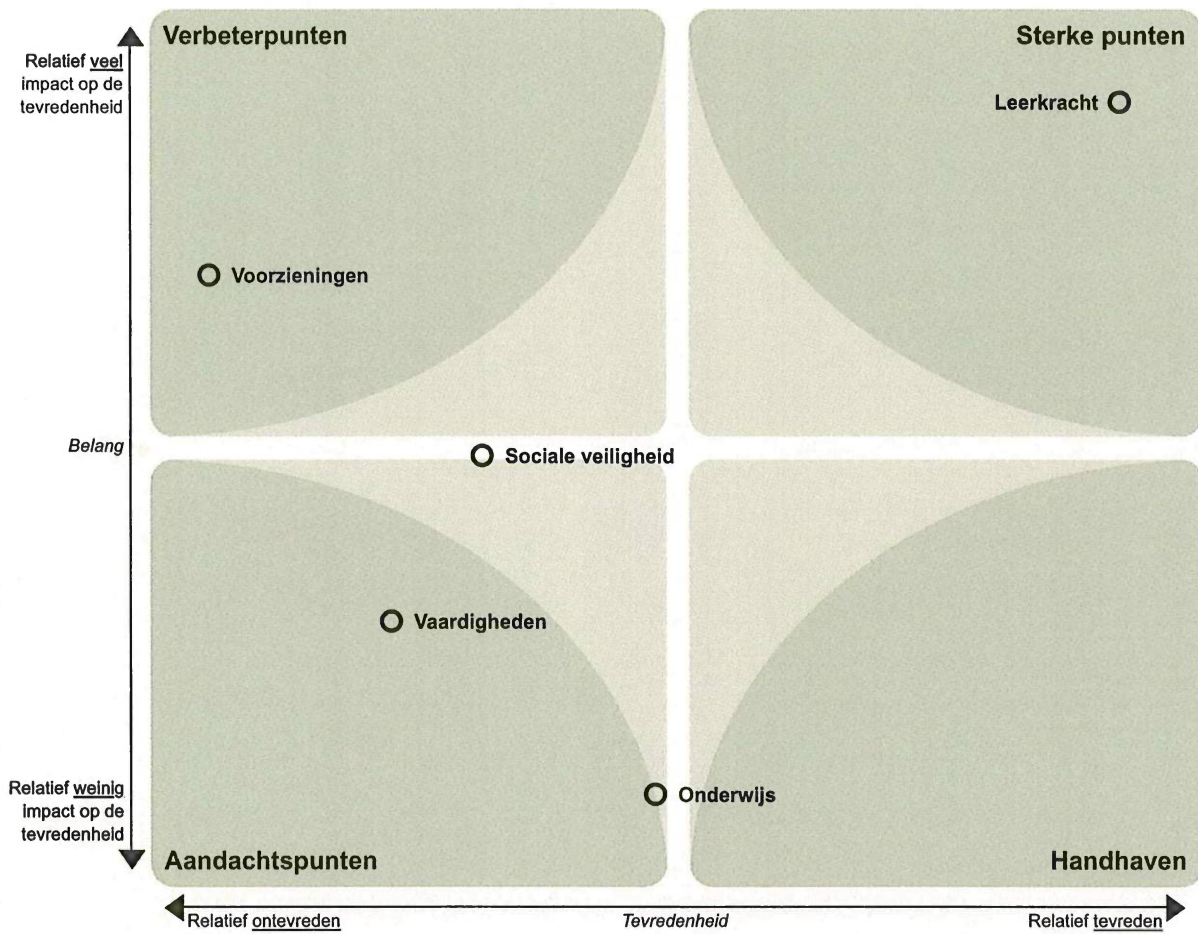 Verbeterpunten
Sterke punten
Relatief veel
impact op de
tevredenheid
Leerkracht
Voorzieningen
Belang
Sociale veiligheid
Vaardigheden
Relatief weinig
impact op de
tevredenheid
Onderwijs
Aandachtspunten
Handhaven
Relatief ontevreden
Tevredenheid
Relatief tevreden